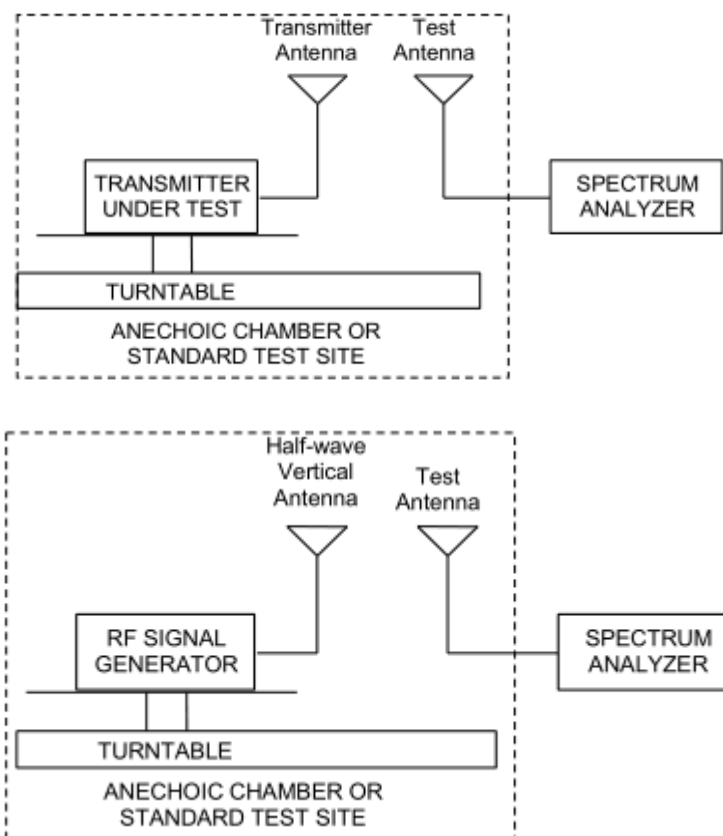 Transmitter
Antenna
Test
Antenna
TRANSMITTER
UNDER TEST
SPECTRUM
ANALYZER
TURNTABLE
ANECHOIC CHAMBER OR
STANDARD TEST SITE
Half-wave
Vertical
Antenna
Test
Antenna
RF SIGNAL
GENERATOR
SPECTRUM
ANALYZER
TURNTABLE
ANECHOIC CHAMBER OR
STANDARD TEST SITE